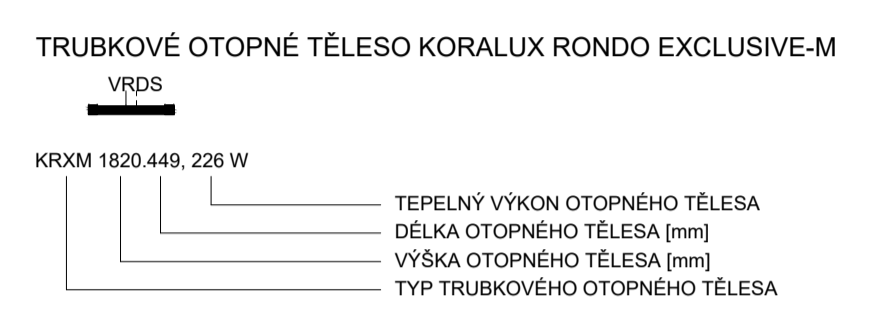 TRUBKOVÉ OTOPNÉ TĚLESO KORALUX RONDO EXCLUSIVE-M
VRDS
KRXM 1820.449, 226 W
TEPELNÝ VÝKON OTOPNÉHO TĚLESA
DÉLKA OTOPNÉHO TĚLESA [mm]
VÝŠKA OTOPNÉHO TĚLESA [mm]
TYP TRUBKOVÉHO OTOPNÉHO TĚLESA